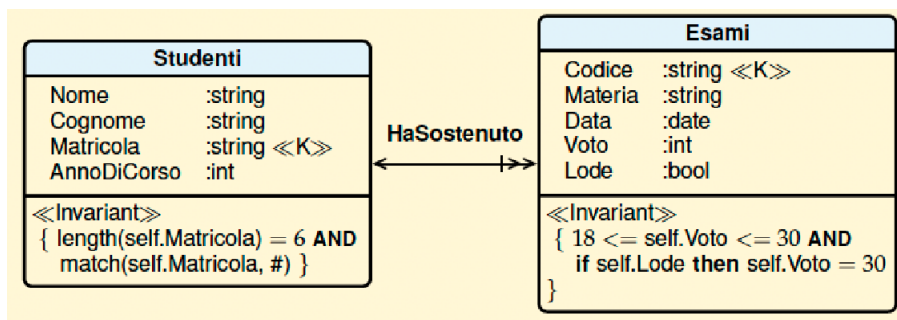 Studenti
Nome :string
Cognome :string
Matricola :string ≪K≫
AnnoDiCorso :int
≪Invariant≫
{ length(self.Matricola) = 6 AND
match(self.Matricola, #) }
HaSostenuto
Esami
Codice :string ≪K≫
Materia :string
Data :date
Voto :int
Lode :bool
≪Invariant≫
{ 18 <= self.Voto <= 30 AND
if self.Lode then self.Voto = 30
}